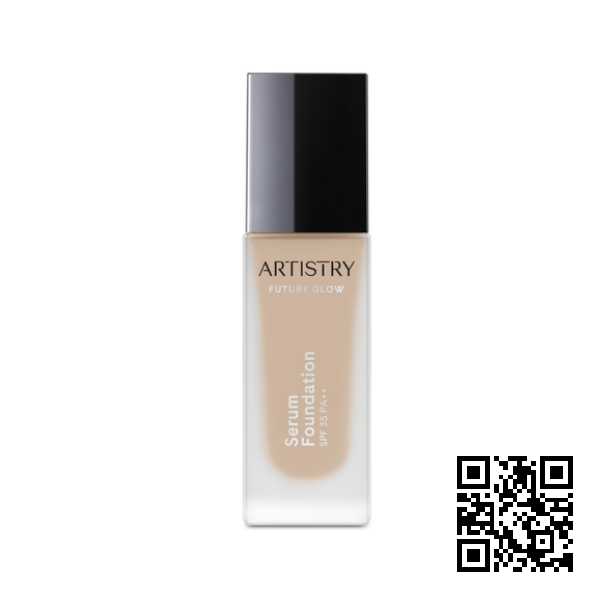 ARTISTRY
FUTURE GLOW
Serum
Foundation
SPF 35 PA++